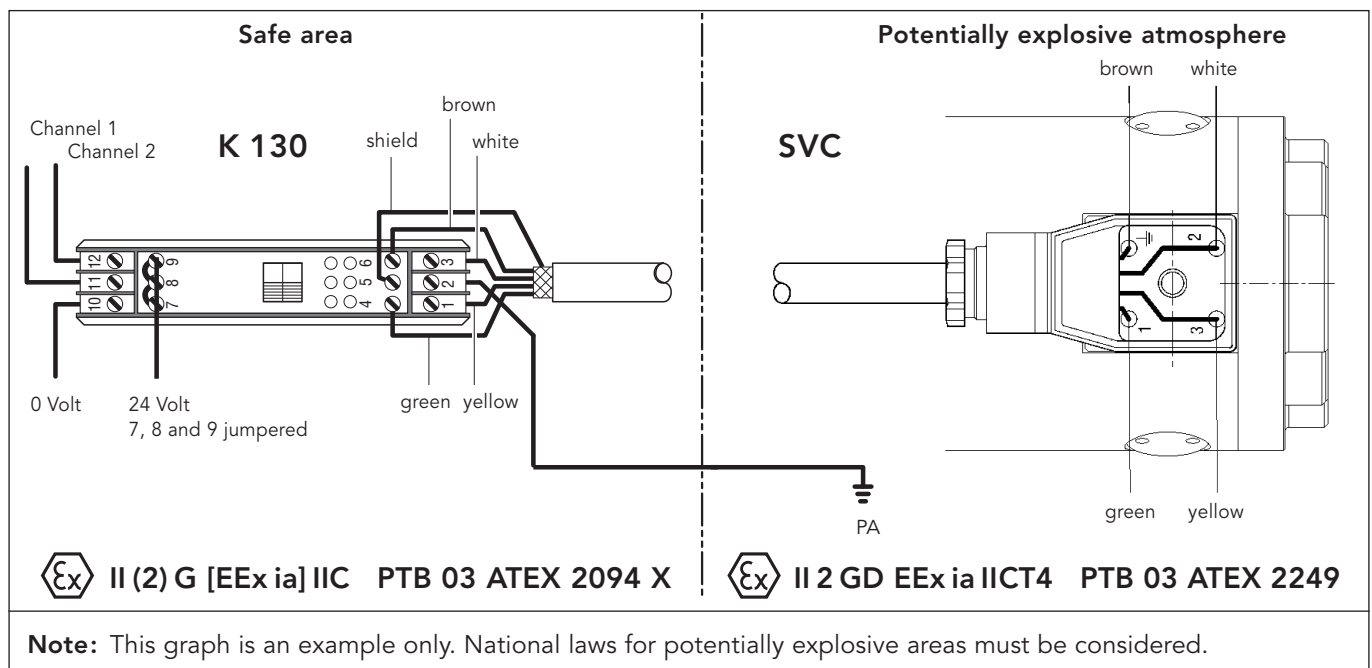 Safe area
Potentially explosive atmosphere
brown white
brown
Channel 1
Channel 2
K 130
shield
white
SVC
12
11
10
9
8
7
6
5
4
3
2
1
2
1
3
0 Volt
24 Volt
7, 8 and 9 jumpered
green yellow
green yellow
PA
Ex II (2) G [EEx ia] IIC PTB 03 ATEX 2094 X
Ex II 2 GD EEx ia IICT4 PTB 03 ATEX 2249
Note: This graph is an example only. National laws for potentially explosive areas must be considered.